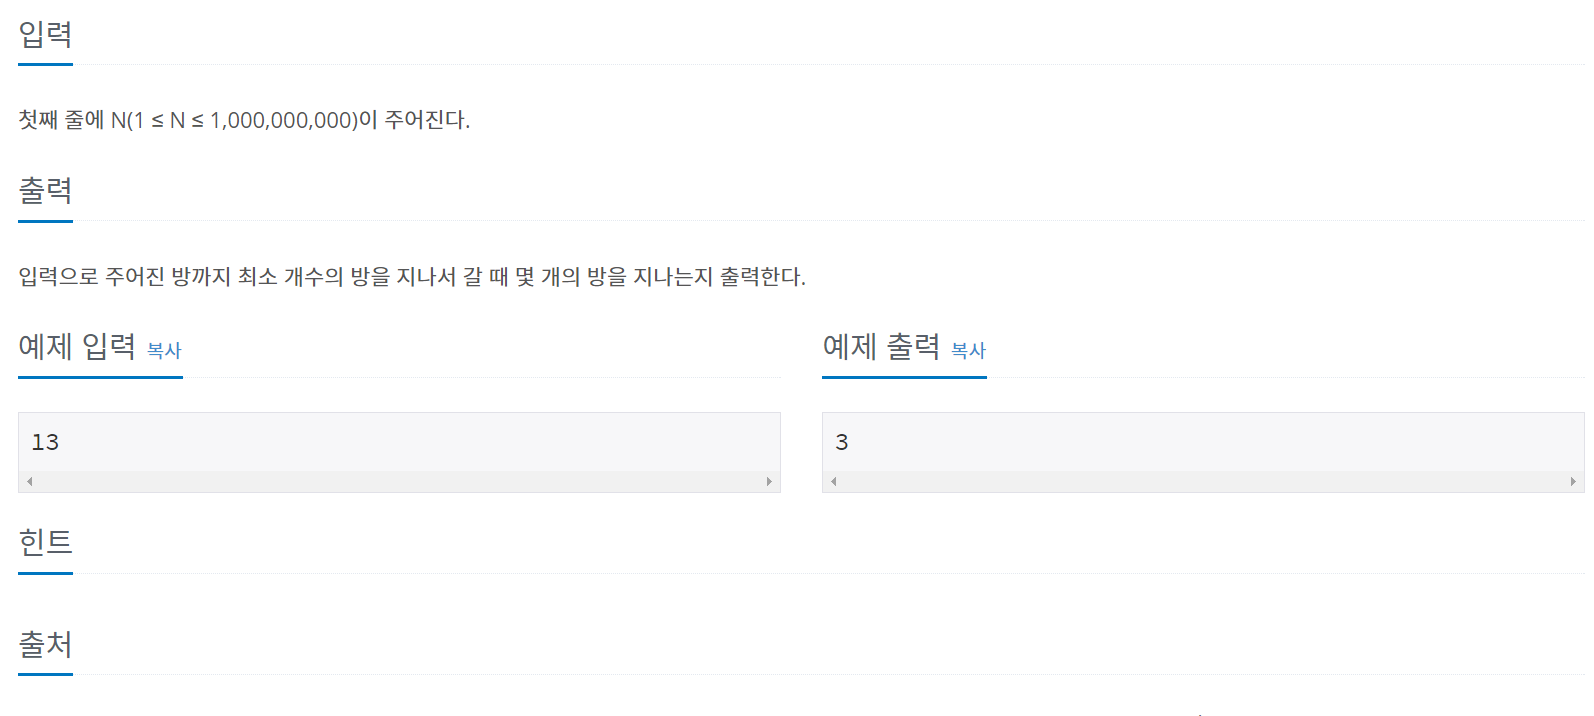 입력
첫째 줄에 N(1 ≤ N ≤ 1,000,000,000)이 주어진다.
출력
입력으로 주어진 방까지 최소 개수의 방을 지나서 갈 때 몇 개의 방을 지나는지 출력한다.
예제 입력 복사
13
예제 출력 복사
3
힌트
출처